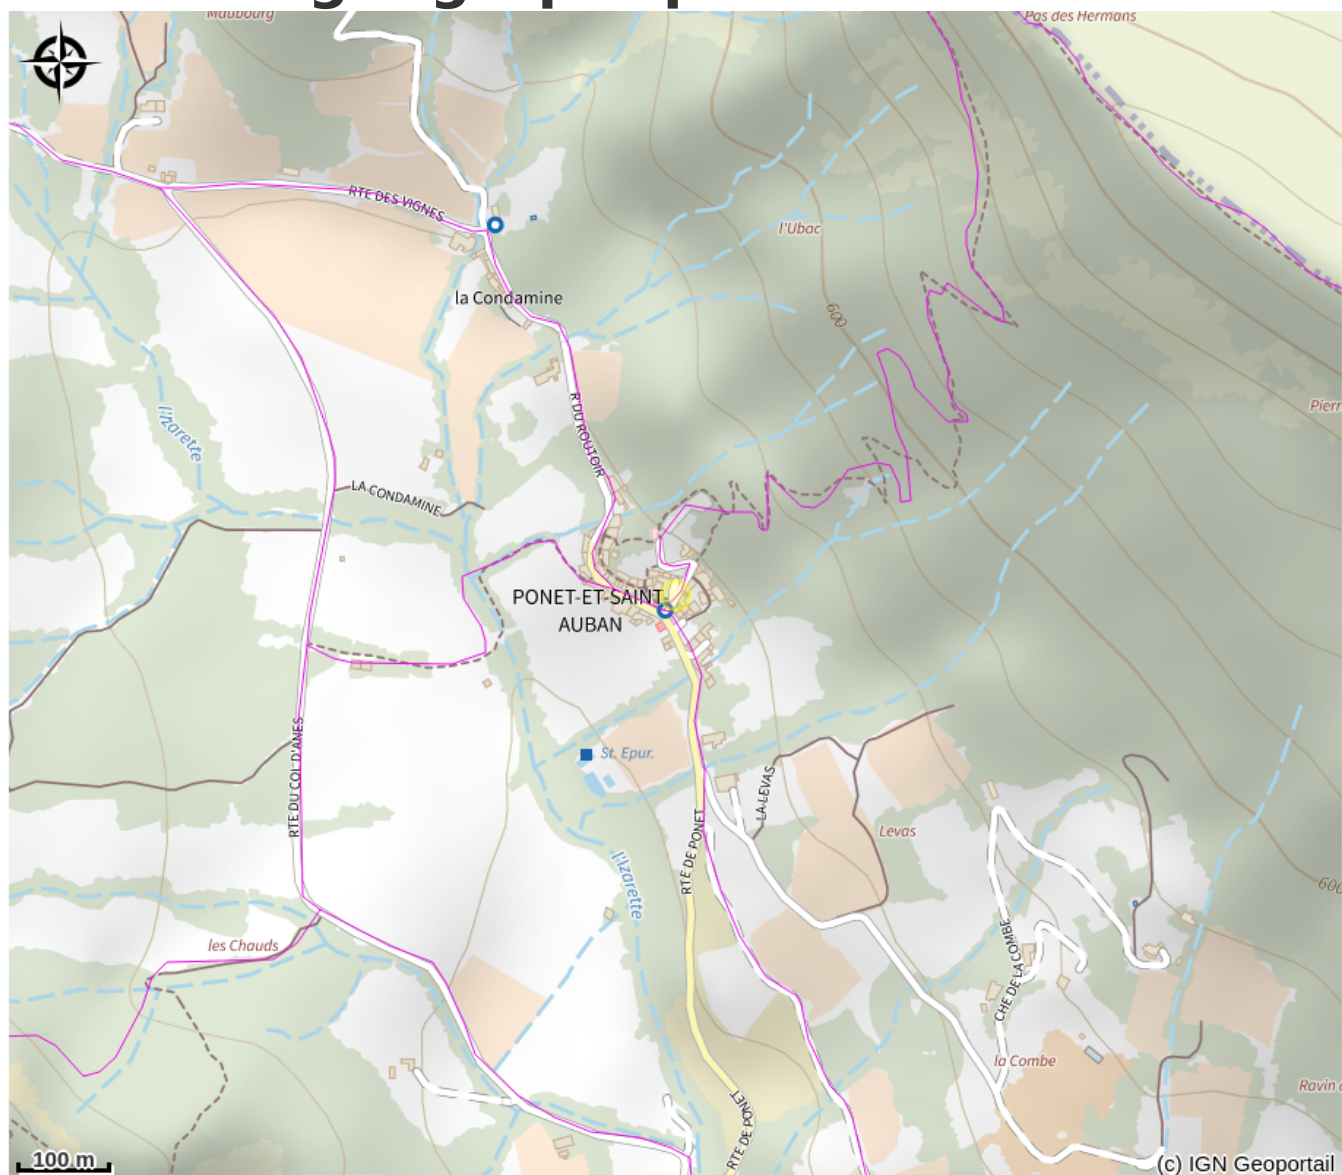 Maubourg
Pas des Hermans
RTE DES VIGNES
l'Ubac
la Condamine
600
l'Izarette
R DU ROUTOIR
LA CONDAMINE
PONET-ET-SAINT-
AUBAN
RTE DU COL D'ANES
St. Epur.
LA LEVAS
RTE DE PONET
Levas
l'Izarette
600
les Chauds
CHE DE LA COMBE
la Combe
RTE DE PONET
100 m
(c) IGN Geoportail